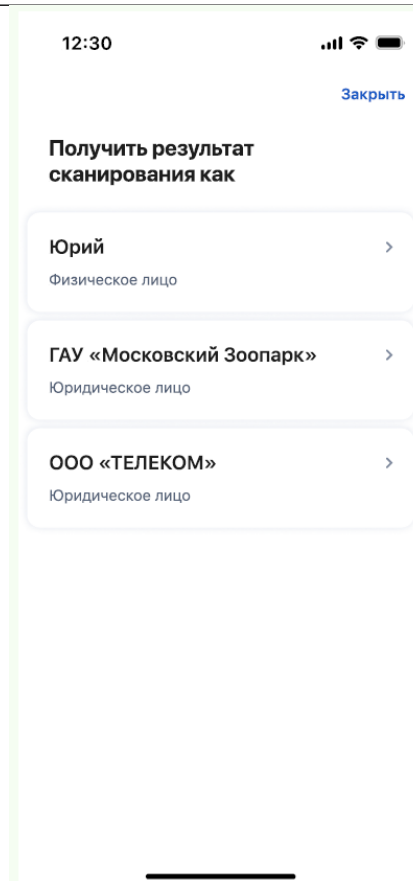 12:30
Закрыть
Получить результат
сканирования как
Юрий
Физическое лицо
ГАУ «Московский Зоопарк»
Юридическое лицо
ООО «ТЕЛЕКОМ»
Юридическое лицо